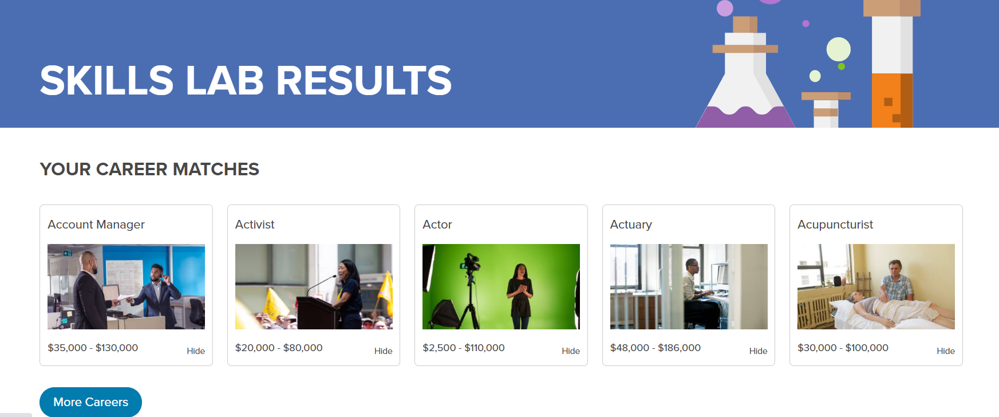 SKILLS LAB RESULTS
YOUR CAREER MATCHES
Account Manager
$35,000 - $130,000
Hide
Activist
$20,000 - $80,000
Hide
Actor
$2,500 - $110,000
Hide
Actuary
$48,000 - $186,000
Hide
Acupuncturist
$30,000 - $100,000
Hide
More Careers